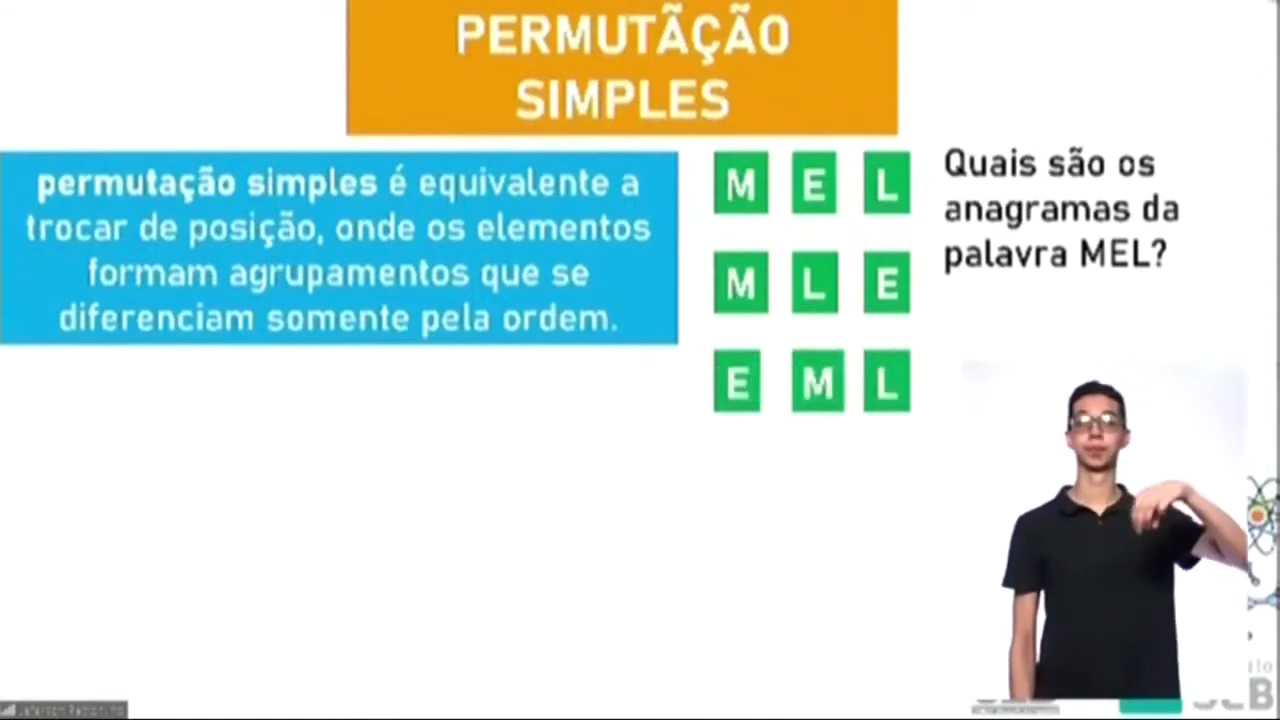 PERMUTÃÇÃO
SIMPLES
permutação simples é equivalente a
trocar de posição, onde os elementos
formam agrupamentos que se
diferenciam somente pela ordem.
M E L
M L E
E M L
Quais são os
anagramas da
palavra MEL?